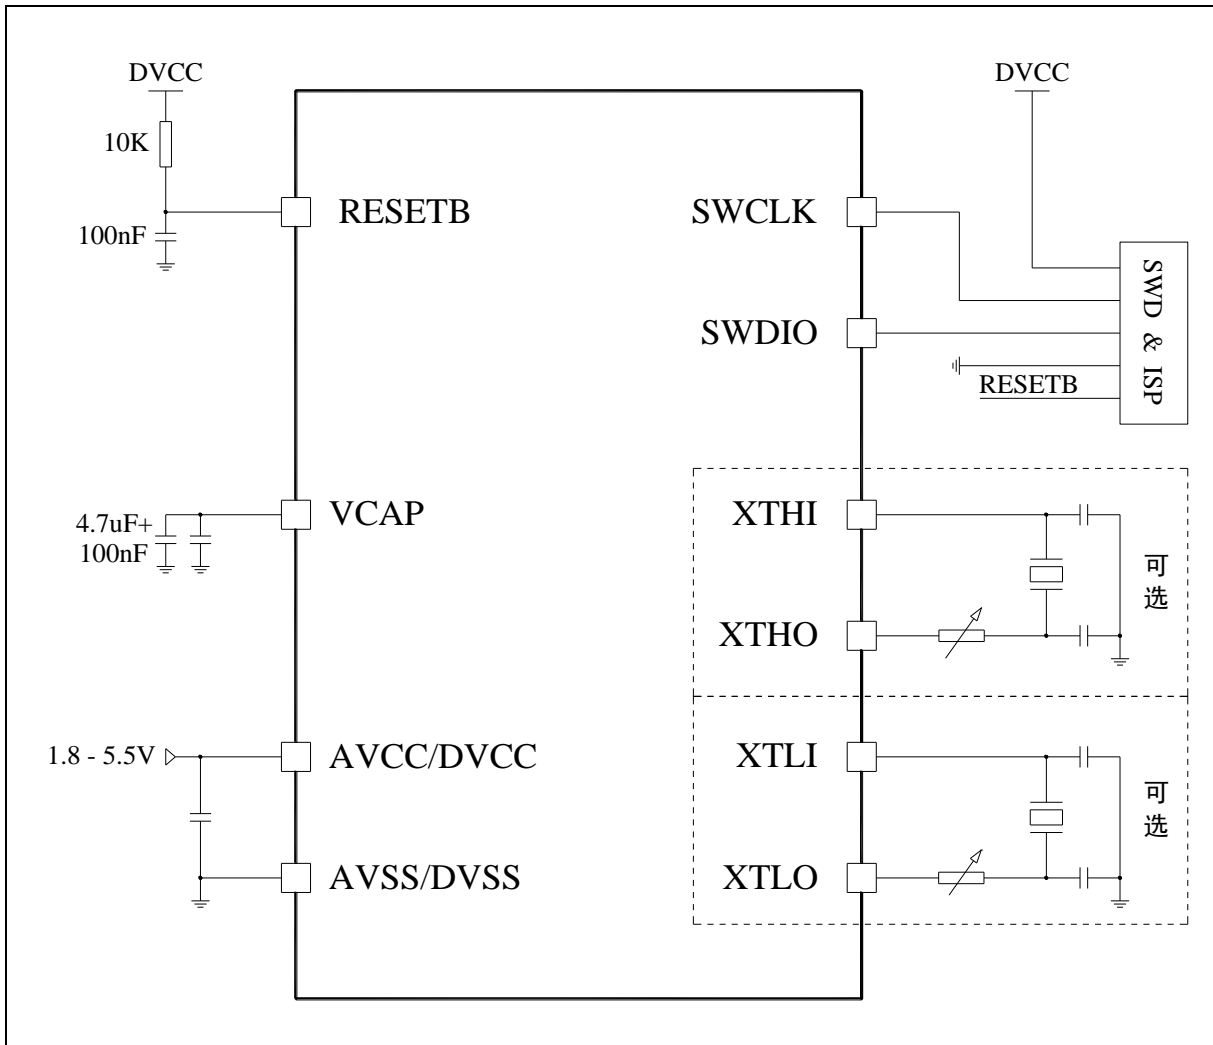 DVCC
DVCC
10K
RESETB
SWCLK
100nF
SWD & ISP
SWDIO
RESETB
VCAP
XTHI
4.7uF+
100nF
可选
XTHO
1.8 - 5.5V
AVCC/DVCC
XTLI
可选
AVSS/DVSS
XTLO